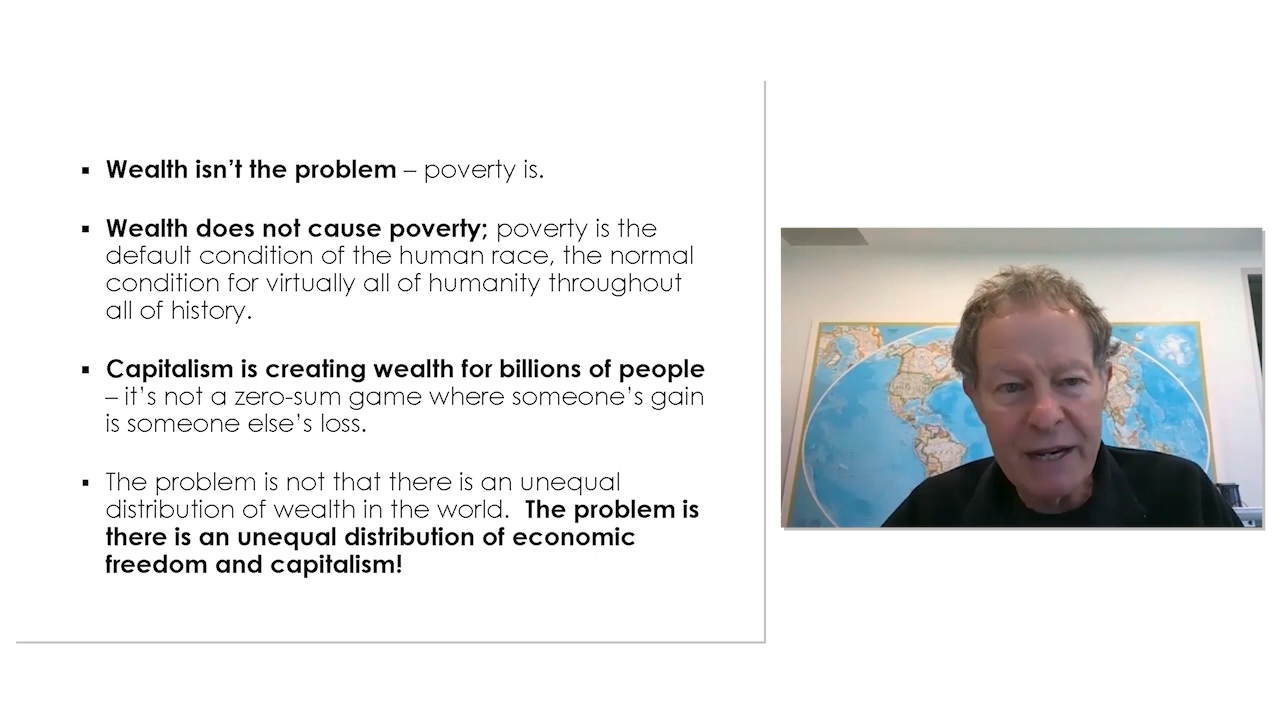 ▪ Wealth isn’t the problem – poverty is.
▪ Wealth does not cause poverty; poverty is the
default condition of the human race, the normal
condition for virtually all of humanity throughout
all of history.
▪ Capitalism is creating wealth for billions of people
– it’s not a zero-sum game where someone’s gain
is someone else’s loss.
▪ The problem is not that there is an unequal
distribution of wealth in the world.  The problem is
there is an unequal distribution of economic
freedom and capitalism!